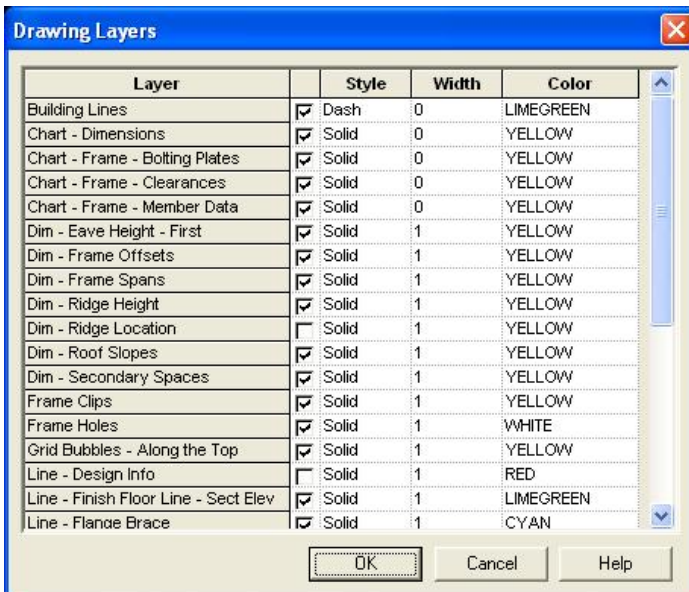 Drawing Layers
Layer Style Width Color
Building Lines Dash 0 LIMEGREEN
Chart - Dimensions Solid 0 YELLOW
Chart - Frame - Bolting Plates Solid 0 YELLOW
Chart - Frame - Clearances Solid 0 YELLOW
Chart - Frame - Member Data Solid 0 YELLOW
Dim - Eave Height - First Solid 1 YELLOW
Dim - Frame Offsets Solid 1 YELLOW
Dim - Frame Spans Solid 1 YELLOW
Dim - Ridge Height Solid 1 YELLOW
Dim - Ridge Location Solid 1 YELLOW
Dim - Roof Slopes Solid 1 YELLOW
Dim - Secondary Spaces Solid 1 YELLOW
Frame Clips Solid 1 YELLOW
Frame Holes Solid 1 WHITE
Grid Bubbles - Along the Top Solid 1 YELLOW
Line - Design Info Solid 1 RED
Line - Finish Floor Line - Sect Elev Solid 1 LIMEGREEN
Line - Flange Brace Solid 1 CYAN
OK Cancel Help